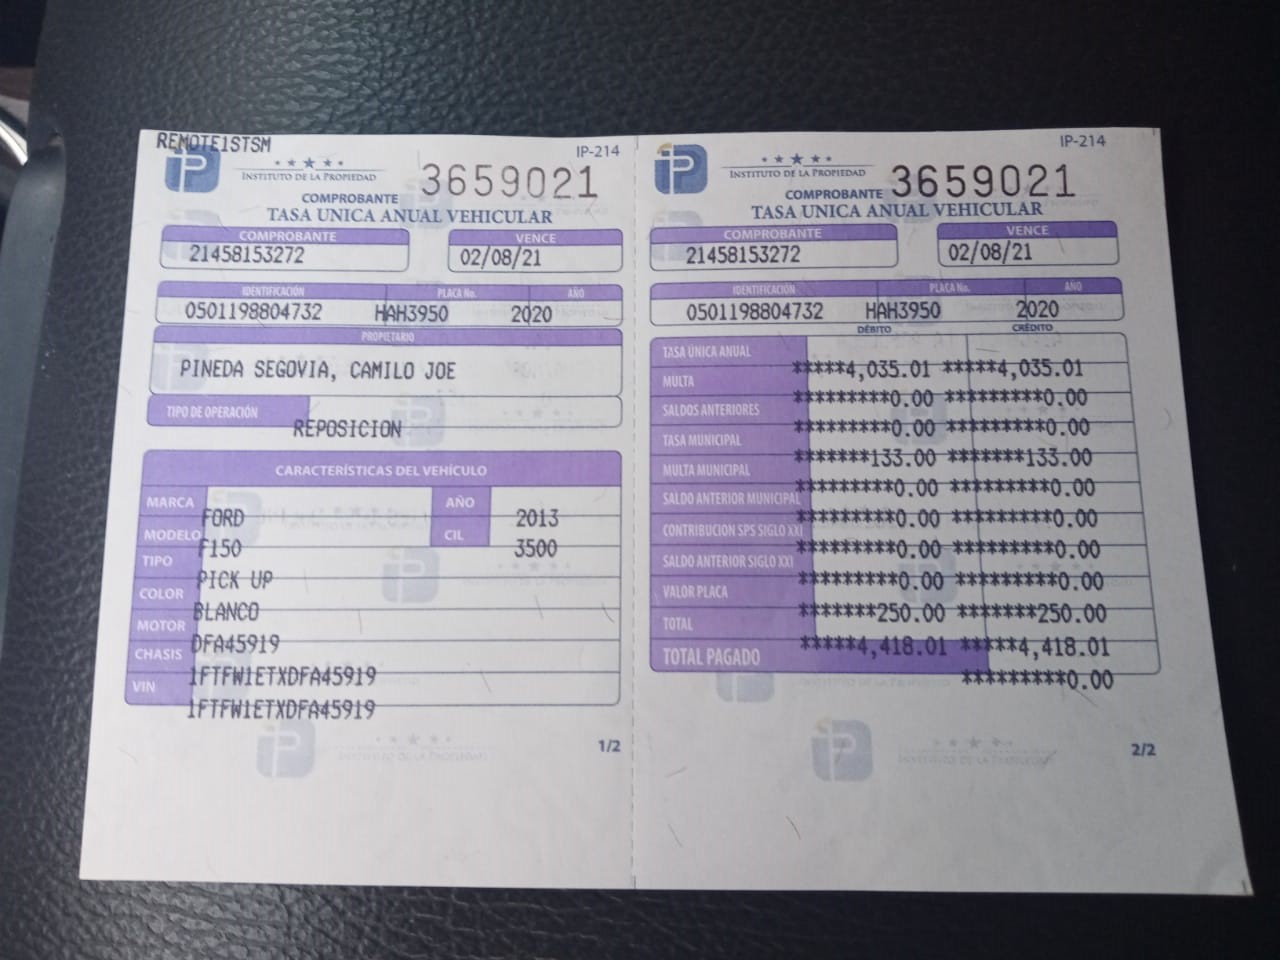 REMOTE1STSM
IP-214
iP
INSTITUTO DE LA PROPIEDAD
3659021
COMPROBANTE
TASA UNICA ANUAL VEHICULAR
COMPROBANTE VENCE
21458153272 02/08/21
IDENTIFICACIÓN PLACA No. AÑO
0501198804732 HAH3950 2020
PROPIETARIO
PINEDA SEGOVIA, CAMILO JOE
TIPO DE OPERACIÓN
REPOSICION
CARACTERÍSTICAS DEL VEHÍCULO
MARCA AÑO
FORD 2013
MODELO CIL
F150 3500
TIPO
PICK UP
COLOR
BLANCO
MOTOR
DFA45919
CHASIS
1FTFW1ETXDFA45919
VIN
1FTFW1ETXDFA45919
1/2
IP-214
iP
INSTITUTO DE LA PROPIEDAD
3659021
COMPROBANTE
TASA UNICA ANUAL VEHICULAR
COMPROBANTE VENCE
21458153272 02/08/21
IDENTIFICACIÓN PLACA No. AÑO
0501198804732 HAH3950 2020
DÉBITO CRÉDITO
TASA ÚNICA ANUAL
*****4,035.01 *****4,035.01
MULTA
*********0.00 *********0.00
SALDOS ANTERIORES
*********0.00 *********0.00
TASA MUNICIPAL
*******133.00 *******133.00
MULTA MUNICIPAL
*********0.00 *********0.00
SALDO ANTERIOR MUNICIPAL
*********0.00 *********0.00
CONTRIBUCION SPS SIGLO XXI
*********0.00 *********0.00
SALDO ANTERIOR SIGLO XXI
*********0.00 *********0.00
VALOR PLACA
*******250.00 *******250.00
TOTAL
*****4,418.01 *****4,418.01
TOTAL PAGADO
*********0.00
2/2